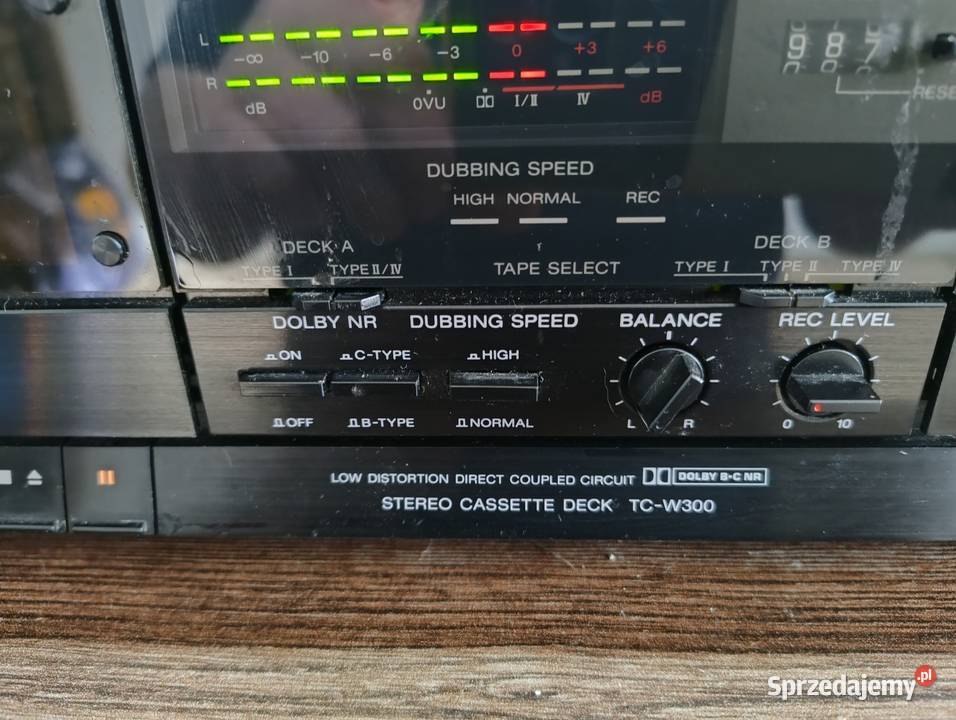 L
-∞ -10 -6 -3 0 +3 +6
R
dB 0VU I/II IV dB
987
DUBBING SPEED
HIGH NORMAL REC
DECK A DECK B
TYPE I TYPE II/IV TAPE SELECT TYPE I TYPE II TYPE IV
DOLBY NR DUBBING SPEED BALANCE REC LEVEL
ON C-TYPE HIGH
OFF B-TYPE NORMAL L R 0 10
LOW DISTORTION DIRECT COUPLED CIRCUIT DOLBY B-C NR
STEREO CASSETTE DECK TC-W300
Sprzedajemy.pl